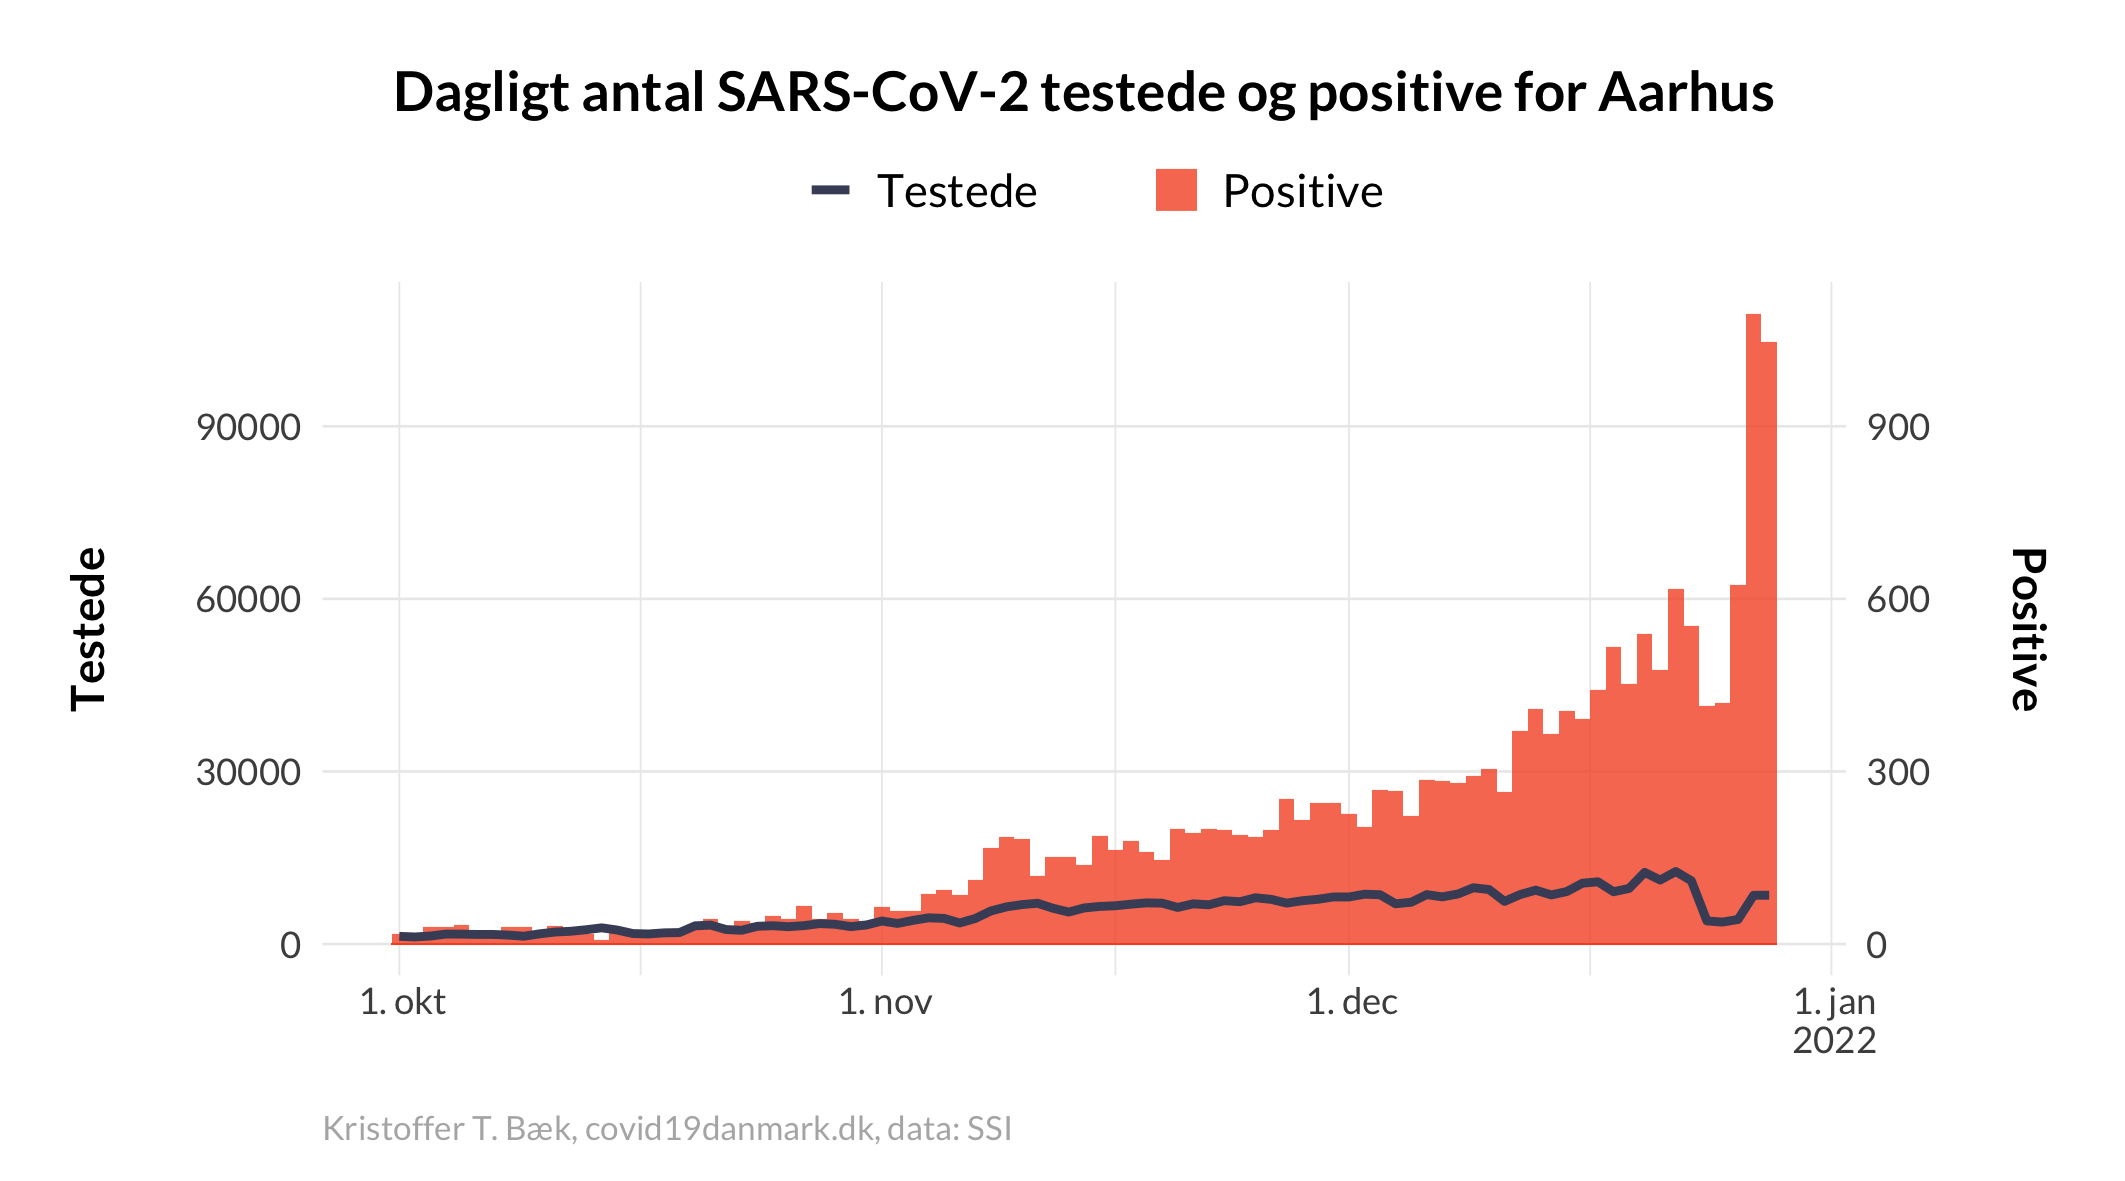 Dagligt antal SARS-CoV-2 testede og positive for Aarhus
Testede
Positive
90000
60000
30000
0
Testede
900
600
300
0
Positive
1. okt
1. nov
1. dec
1. jan
2022
Kristoffer T. Bæk, covid19danmark.dk, data: SSI